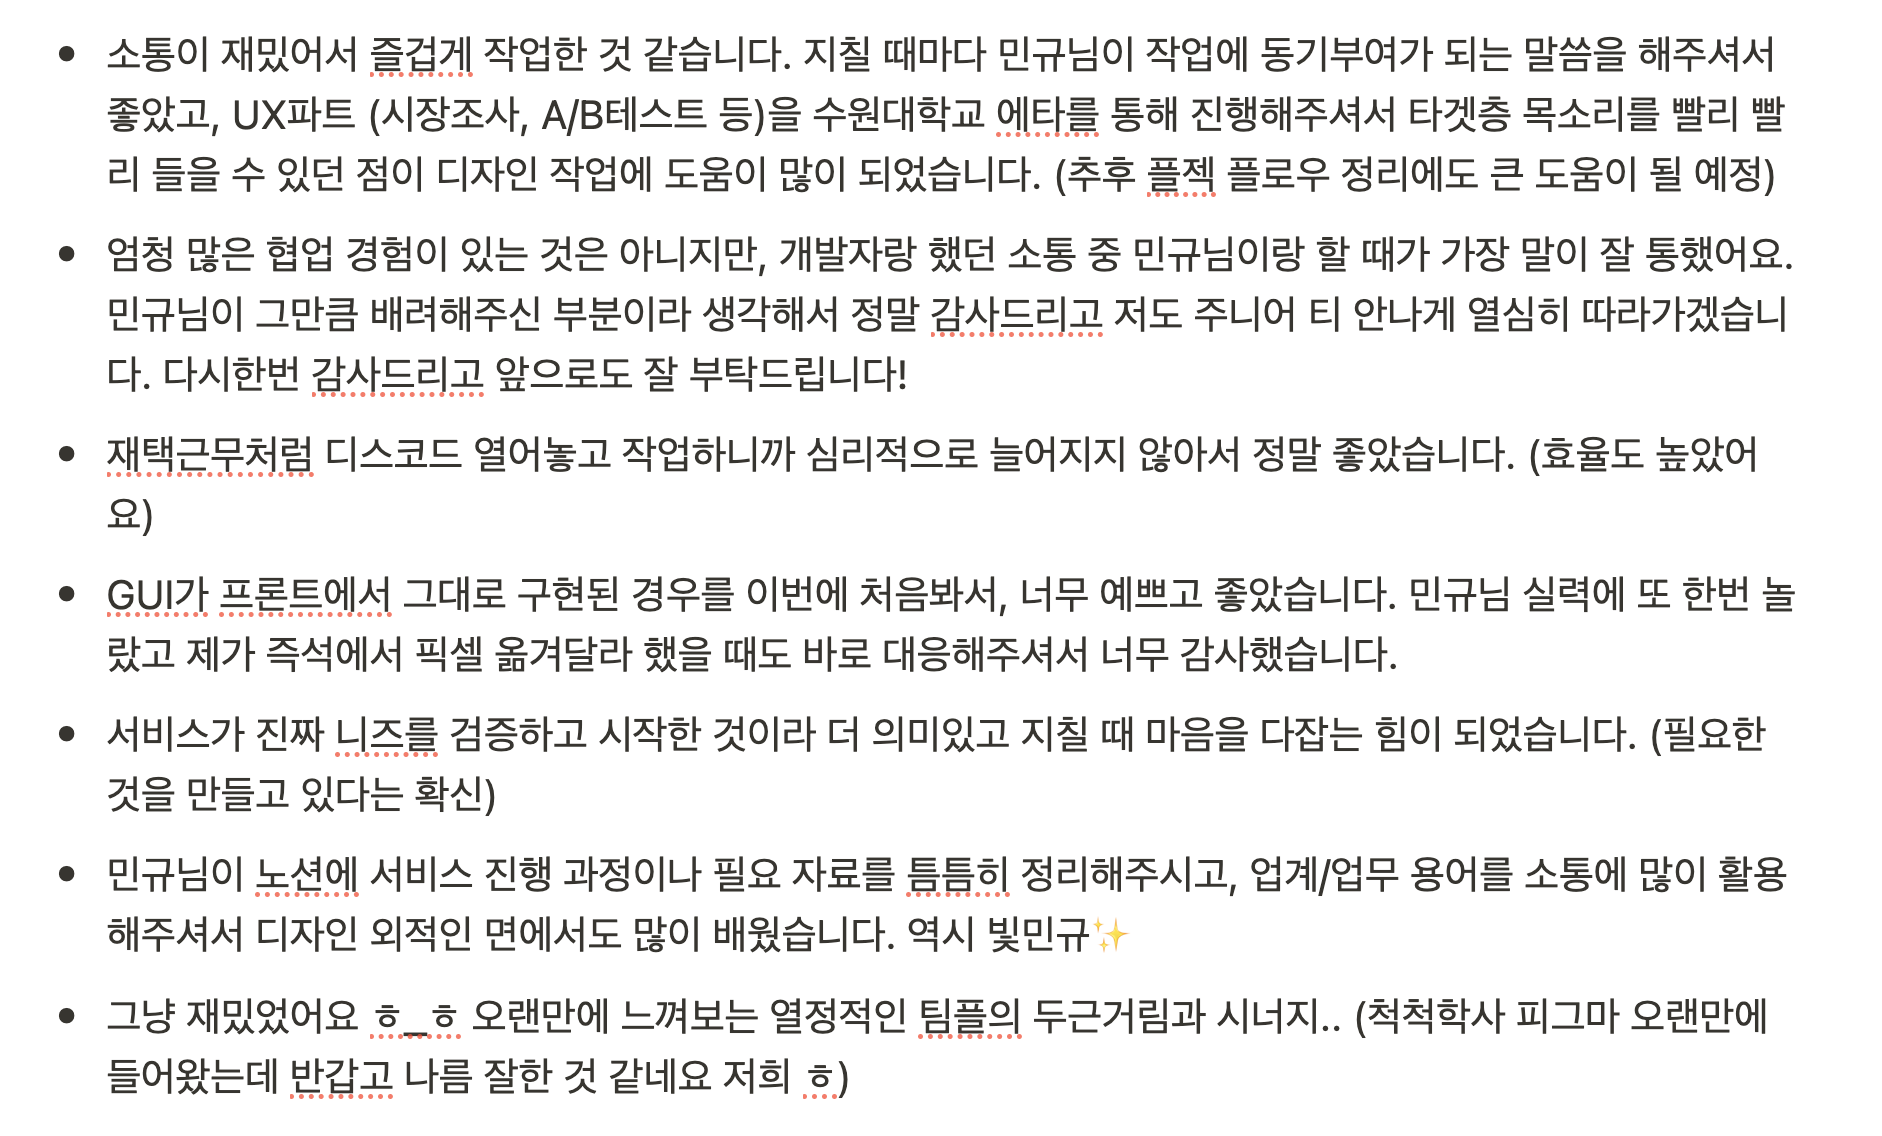 • 소통이 재밌어서 즐겁게 작업한 것 같습니다. 지칠 때마다 민규님이 작업에 동기부여가 되는 말씀을 해주셔서
좋았고, UX파트 (시장조사, A/B테스트 등)을 수원대학교 에타를 통해 진행해주셔서 타겟층 목소리를 빨리 빨
리 들을 수 있던 점이 디자인 작업에 도움이 많이 되었습니다. (추후 플젝 플로우 정리에도 큰 도움이 될 예정)
• 엄청 많은 협업 경험이 있는 것은 아니지만, 개발자랑 했던 소통 중 민규님이랑 할 때가 가장 말이 잘 통했어요.
민규님이 그만큼 배려해주신 부분이라 생각해서 정말 감사드리고 저도 주니어 티 안나게 열심히 따라가겠습니
다. 다시한번 감사드리고 앞으로도 잘 부탁드립니다!
• 재택근무처럼 디스코드 열어놓고 작업하니까 심리적으로 늘어지지 않아서 정말 좋았습니다. (효율도 높았어
요)
• GUI가 프론트에서 그대로 구현된 경우를 이번에 처음봐서, 너무 예쁘고 좋았습니다. 민규님 실력에 또 한번 놀
랐고 제가 즉석에서 픽셀 옮겨달라 했을 때도 바로 대응해주셔서 너무 감사했습니다.
• 서비스가 진짜 니즈를 검증하고 시작한 것이라 더 의미있고 지칠 때 마음을 다잡는 힘이 되었습니다. (필요한
것을 만들고 있다는 확신)
• 민규님이 노션에 서비스 진행 과정이나 필요 자료를 틈틈히 정리해주시고, 업계/업무 용어를 소통에 많이 활용
해주셔서 디자인 외적인 면에서도 많이 배웠습니다. 역시 빛민규✨
• 그냥 재밌었어요 ㅎ_ㅎ 오랜만에 느껴보는 열정적인 팀플의 두근거림과 시너지.. (척척학사 피그마 오랜만에
들어왔는데 반갑고 나름 잘한 것 같네요 저희 ㅎ)